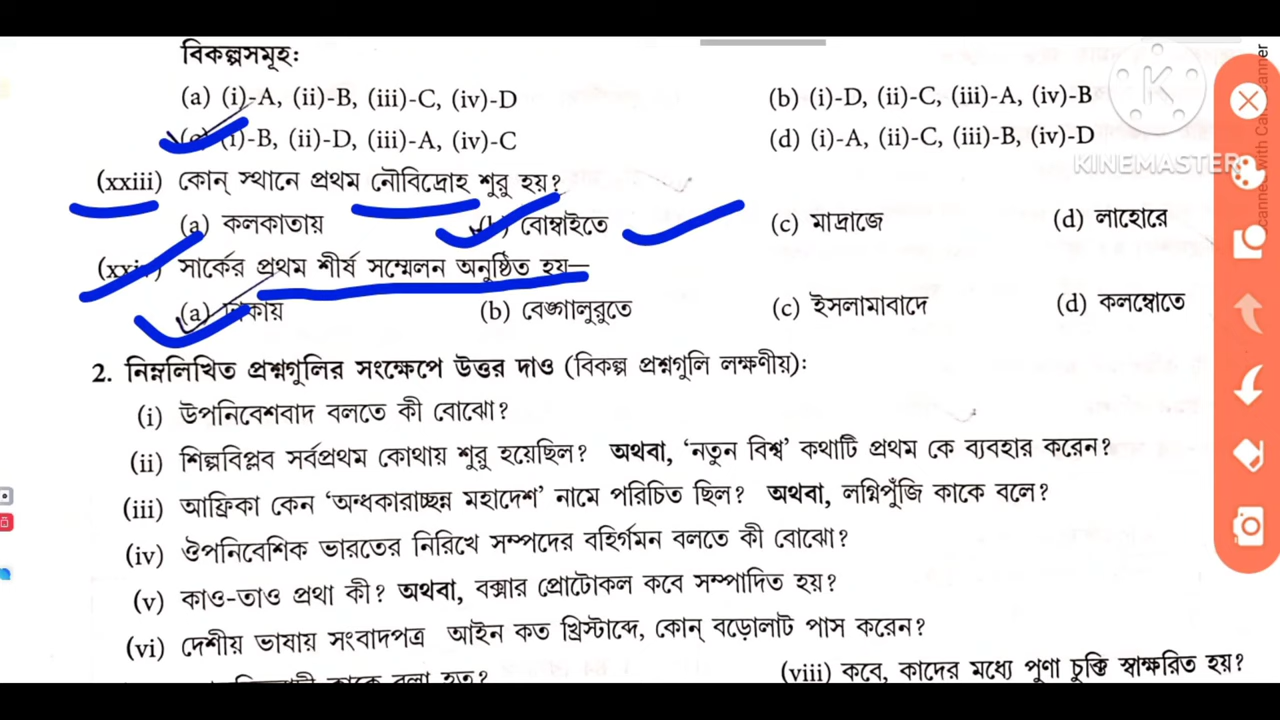 বিকল্পসমূহ:
(a) (i)-A, (ii)-B, (iii)-C, (iv)-D (b) (i)-D, (ii)-C, (iii)-A, (iv)-B
(i)-B, (ii)-D, (iii)-A, (iv)-C (d) (i)-A, (ii)-C, (iii)-B, (iv)-D
KINEMASTER
(xxiii) কোন্ স্থানে প্রথম নৌবিদ্রোহ শুরু হয়?
(a) কলকাতায় (b) বোম্বাইতে (c) মাদ্রাজে (d) লাহোরে
(xxiv) সার্কের প্রথম শীর্ষ সম্মেলন অনুষ্ঠিত হয়—
(a) ঢাকায় (b) বেঙ্গালুরুতে (c) ইসলামাবাদে (d) কলম্বোতে
2. নিম্নলিখিত প্রশ্নগুলির সংক্ষেপে উত্তর দাও (বিকল্প প্রশ্নগুলি লক্ষণীয়):
(i) উপনিবেশবাদ বলতে কী বোঝো?
(ii) শিল্পবিপ্লব সর্বপ্রথম কোথায় শুরু হয়েছিল? অথবা, ‘নতুন বিশ্ব’ কথাটি প্রথম কে ব্যবহার করেন?
(iii) আফ্রিকা কেন ‘অন্ধকারাচ্ছন্ন মহাদেশ’ নামে পরিচিত ছিল? অথবা, লগ্নিপুঁজি কাকে বলে?
(iv) ঔপনিবেশিক ভারতের নিরিখে সম্পদের বহির্গমন বলতে কী বোঝো?
(v) কাও-তাও প্রথা কী? অথবা, বক্সার প্রোটোকল কবে সম্পাদিত হয়?
(vi) দেশীয় ভাষায় সংবাদপত্র আইন কত খ্রিস্টাব্দে, কোন্ বড়োলাট পাস করেন?
কাকে বলা হত? (viii) কবে, কাদের মধ্যে পুণা চুক্তি স্বাক্ষরিত হয়?